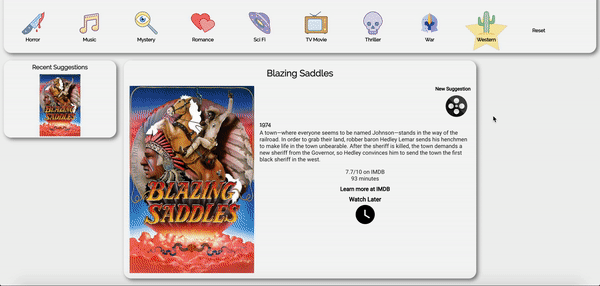 Horror
Music
Mystery
Romance
Sci Fi
TV Movie
Thriller
War
Western
Reset
Recent Suggestions
BLAZING
SADDLES
Blazing Saddles
BLAZING
SADDLES
New Suggestion
1974
A town—where everyone seems to be named Johnson—stands in the way of the
railroad. In order to grab their land, robber baron Hedley Lemar sends his henchmen
to make life in the town unbearable. After the sheriff is killed, the town demands a
new sheriff from the Governor, so Hedley convinces him to send the town the first
black sheriff in the west.
7.7/10 on IMDB
93 minutes
Learn more at IMDB
Watch Later